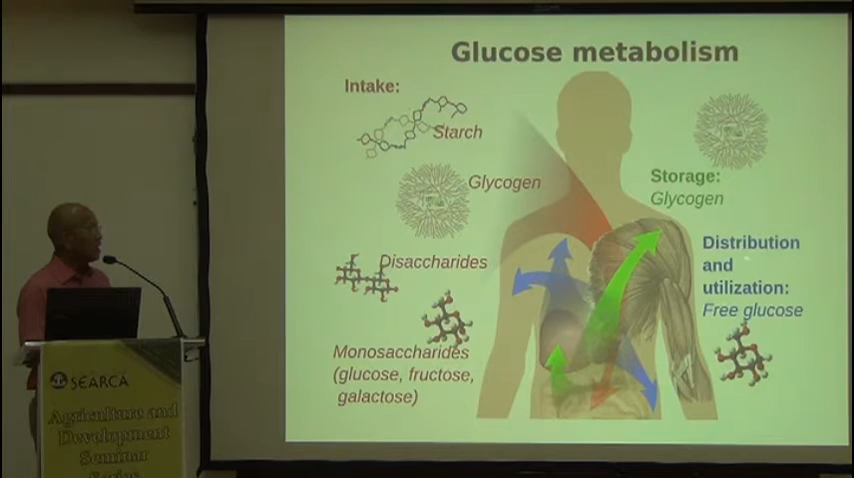 Glucose metabolism
Intake:
Starch
Glycogen
Disaccharides
Monosaccharides
(glucose, fructose,
galactose)
Storage:
Glycogen
Distribution
and
utilization:
Free glucose
SEARCA
Agriculture and
Development
Seminar
Series